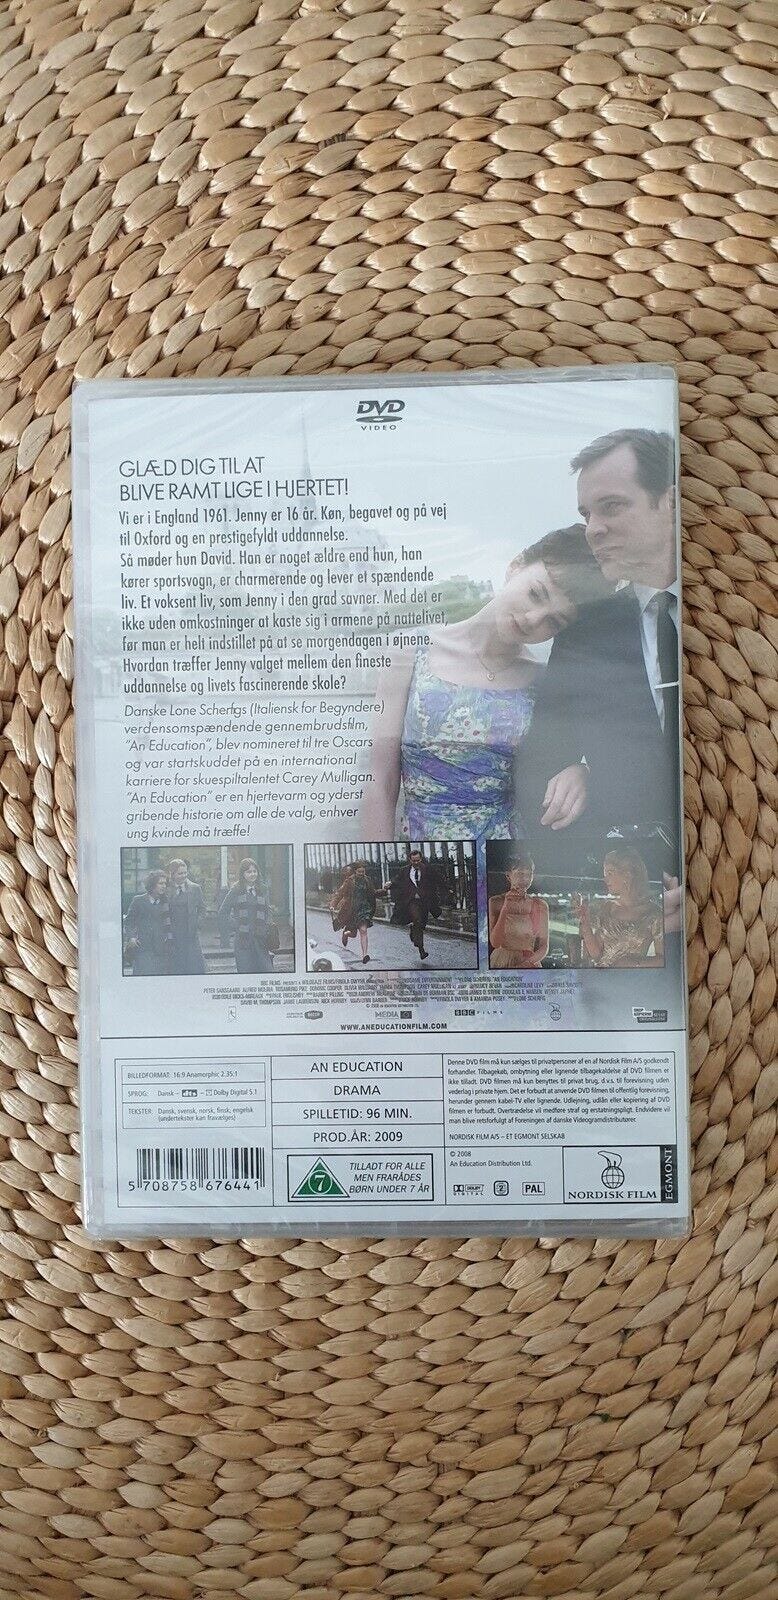 DVD
VIDEO
GLÆD DIG TIL AT
BLIVE RAMT LIGE I HJERTET!
Vi er i England 1961. Jenny er 16 år. Køn, begavet og på vej
til Oxford og en prestigefyldt uddannelse.
Så møder hun David. Han er noget ældre end hun, han
kører sportsvogn, er charmerende og lever et spændende
liv. Et voksent liv, som Jenny i den grad savner. Med det er
ikke uden omkostninger at kaste sig i armene på nattelivet,
før man er helt indstillet på at se morgendagen i øjnene.
Hvordan træffer Jenny valget mellem den fineste
uddannelse og livets fascinerende skole?
Danske Lone Scherfigs (Italiensk for Begyndere)
verdensomspændende gennembrudsfilm,
"An Education", blev nomineret til tre Oscars
og var startskuddet på en international
karriere for skuespiltalentet Carey Mulligan.
"An Education" er en hjertevarm og yderst
gribende historie om alle de valg, enhver
ung kvinde må træffe!
MEDIA
BBC FILMS
WWW.ANEDUCATIONFILM.COM
BILLEDFORMAT: 16:9 Anamorphic 2.35:1
SPROG: Dansk – dts – Dolby Digital 5.1
TEKSTER: Dansk, svensk, norsk, finsk, engelsk
(undertekster kan fravælges)
AN EDUCATION
DRAMA
SPILLETID: 96 MIN.
PROD.ÅR: 2009
Denne DVD film må kun sælges til privatpersoner af en af Nordisk Film A/S godkendt
forhandler. Tilbagekøb, ombytning eller lignende tilbagetagelse af DVD filmen er
ikke tilladt. DVD filmen må kun benyttes til privat brug, d.v.s. til forevisning uden
vederlag i private hjem. Det er forbudt at anvende DVD filmen til offentlig forevisning,
herunder gennem kabel-TV eller lignende. Udlejning, udlån eller kopiering af DVD
filmen er forbudt. Overtrædelse vil medføre straf og erstatningspligt. Endvidere vil
man blive retsforfulgt af foreningen af danske Videogramdistributører.
NORDISK FILM A/S – ET EGMONT SELSKAB
5 708758 676441
7
TILLADT FOR ALLE
MEN FRARÅDES
BØRN UNDER 7 ÅR
© 2008
An Education Distribution Ltd.
DOLBY
DIGITAL
2
PAL
NORDISK FILM
EGMONT